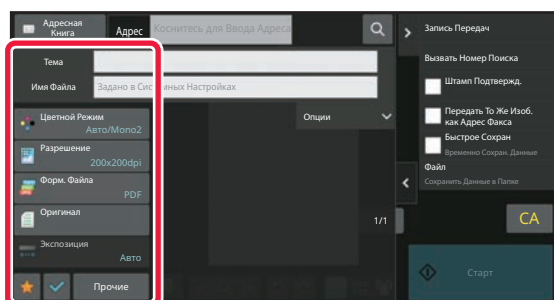 Адресная
Книга
Адрес
Коснитесь для Ввода Адреса
Тема
Имя Файла
Задано в Системных Настройках
Цветной Режим
Авто/Mono2
Разрешение
200x200dpi
Форм. Файла
PDF
Оригинал
Экспозиция
Авто
Прочие
Опции
1/1
Запись Передач
Вызвать Номер Поиска
Штамп Подтвержд.
Передать То Же Изоб.
как Адрес Факса
Быстрое Сохран
Временно Сохран. Данные
Файл
Сохранить Данные в Папке
CA
Старт